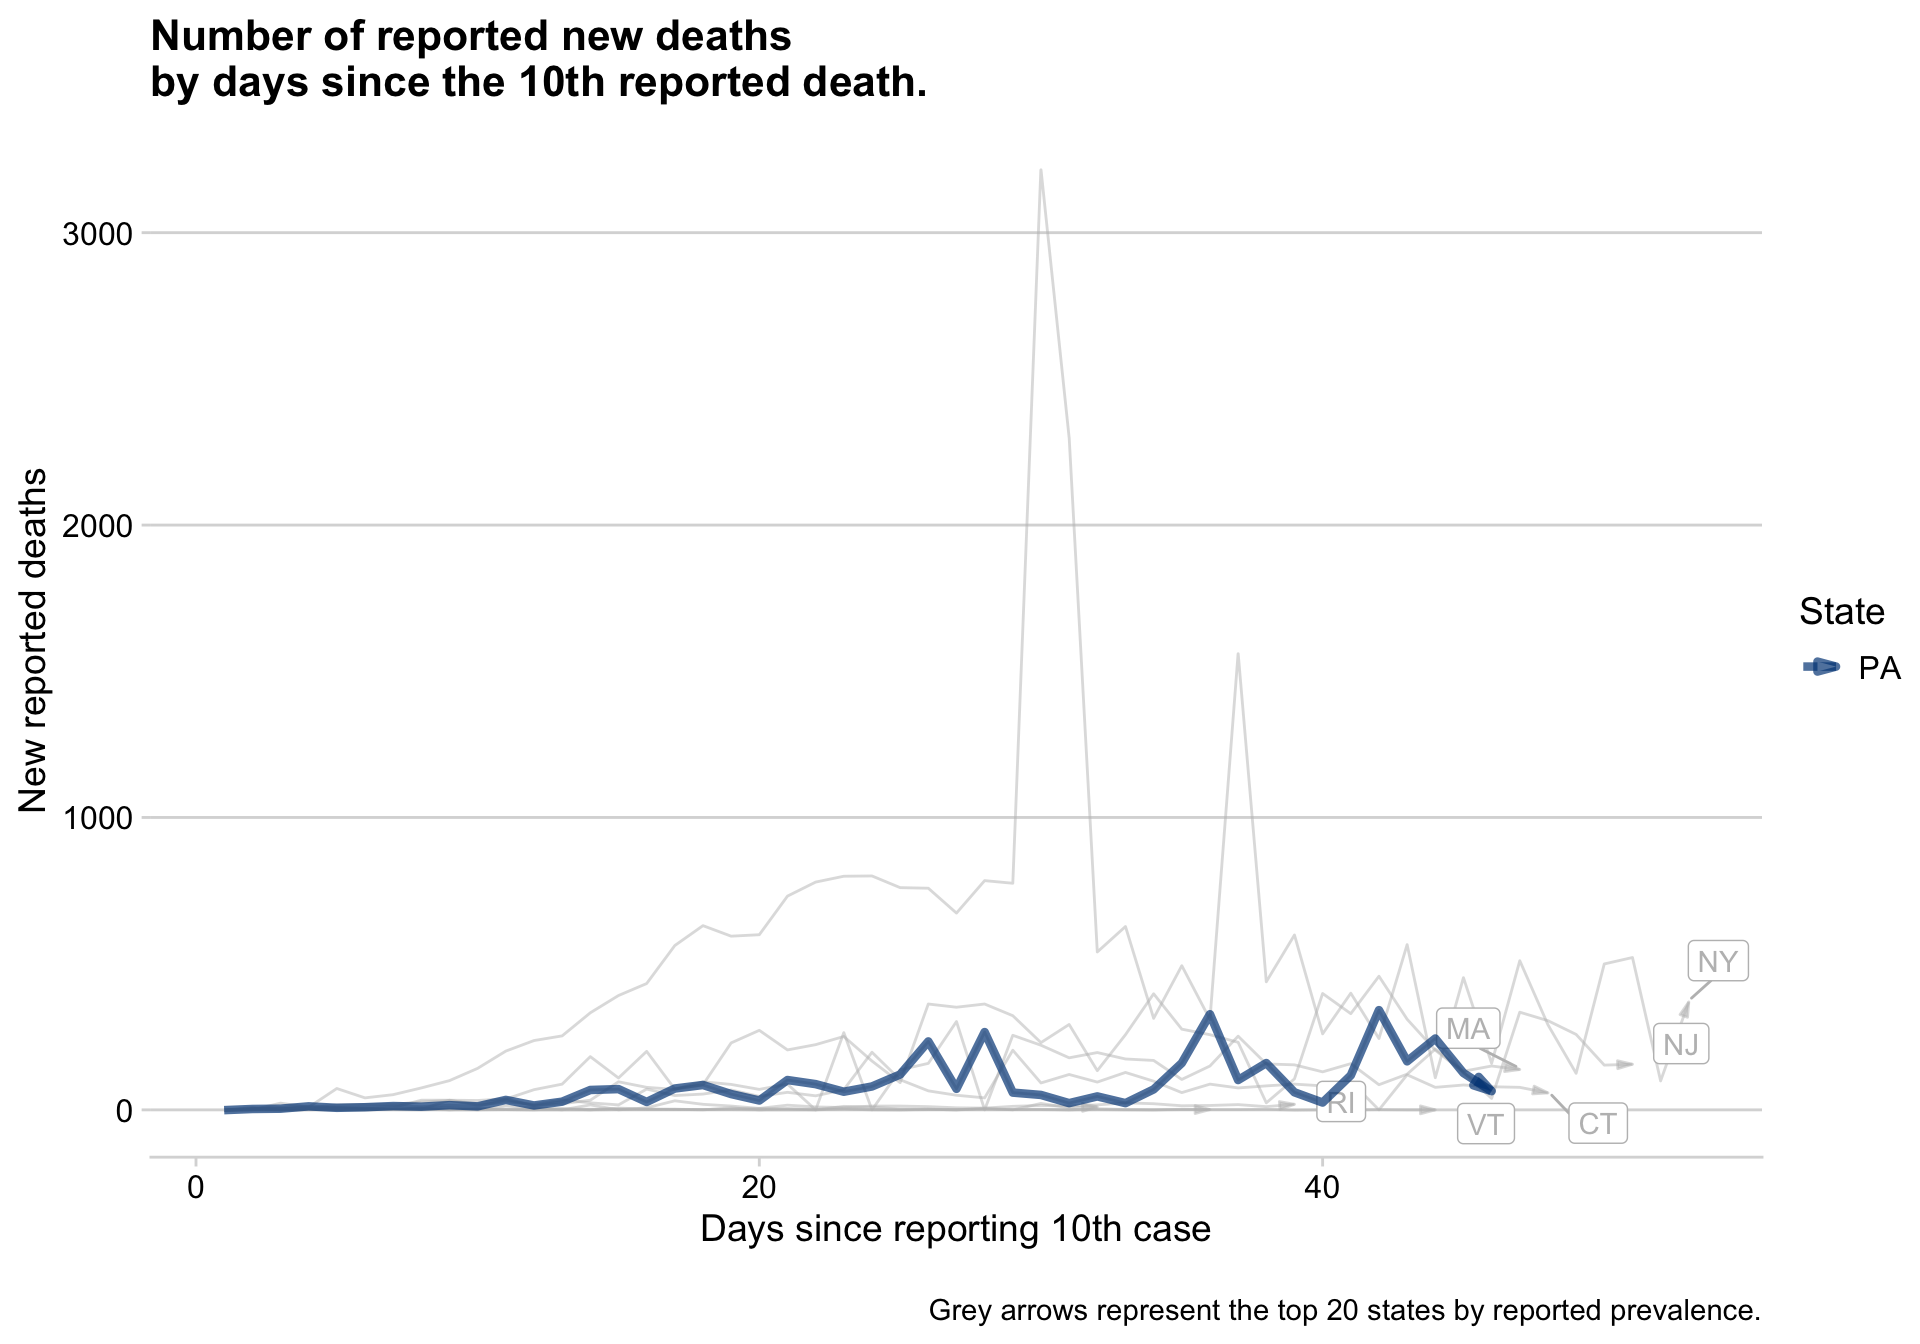 Number of reported new deaths
by days since the 10th reported death.
New reported deaths
3000
2000
1000
0
0
20
40
Days since reporting 10th case
NY
MA
NJ
RI
VT
CT
State
PA
Grey arrows represent the top 20 states by reported prevalence.